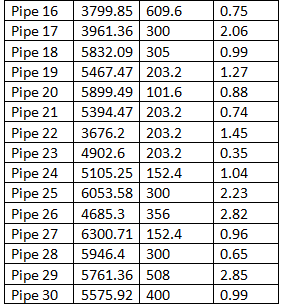 Pipe 16 3799.85 609.6 0.75
Pipe 17 3961.36 300 2.06
Pipe 18 5832.09 305 0.99
Pipe 19 5467.47 203.2 1.27
Pipe 20 5899.49 101.6 0.88
Pipe 21 5394.47 203.2 0.74
Pipe 22 3676.2 203.2 1.45
Pipe 23 4902.6 203.2 0.35
Pipe 24 5105.25 152.4 1.04
Pipe 25 6053.58 300 2.23
Pipe 26 4685.3 356 2.82
Pipe 27 6300.71 152.4 0.96
Pipe 28 5946.4 300 0.65
Pipe 29 5761.36 508 2.85
Pipe 30 5575.92 400 0.99